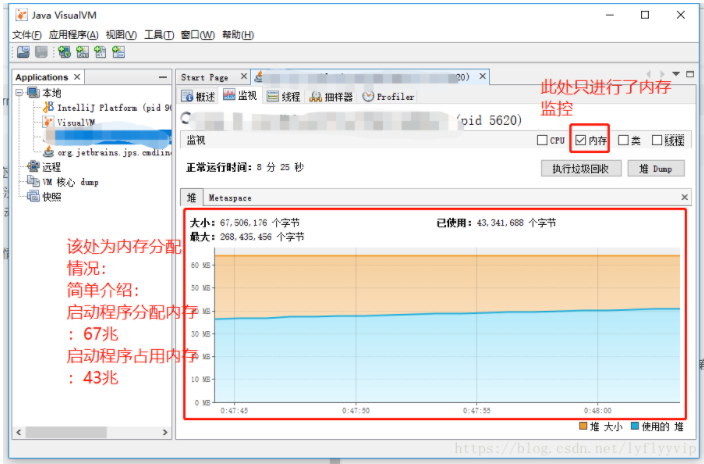 Java VisualVM
文件(F) 应用程序(A) 视图(V) 工具(T) 窗口(W) 帮助(H)
Applications
本地
IntelliJ Platform (pid 90
VisualVM
org.jetbrains.jps.cmdline
远程
VM 核心 dump
快照
Start Page
20)
概述 监视 线程 抽样器 Profiler
(pid 5620)
此处只进行了内存
监控
监视
CPU 内存 类 线程
正常运行时间: 8 分 25 秒
执行垃圾回收 堆 Dump
堆 Metaspace
大小: 67,506,176 个字节
已使用: 43,341,688 个字节
最大: 268,435,456 个字节
60 MB
50 MB
40 MB
30 MB
20 MB
10 MB
0 MB
0:47:45 0:47:50 0:47:55 0:48:00
堆 大小 使用的 堆
该处为内存分配
情况:
简单介绍:
启动程序分配内存
: 67兆
启动程序占用内存
: 43兆
https://blog.csdn.net/lyflyyvip